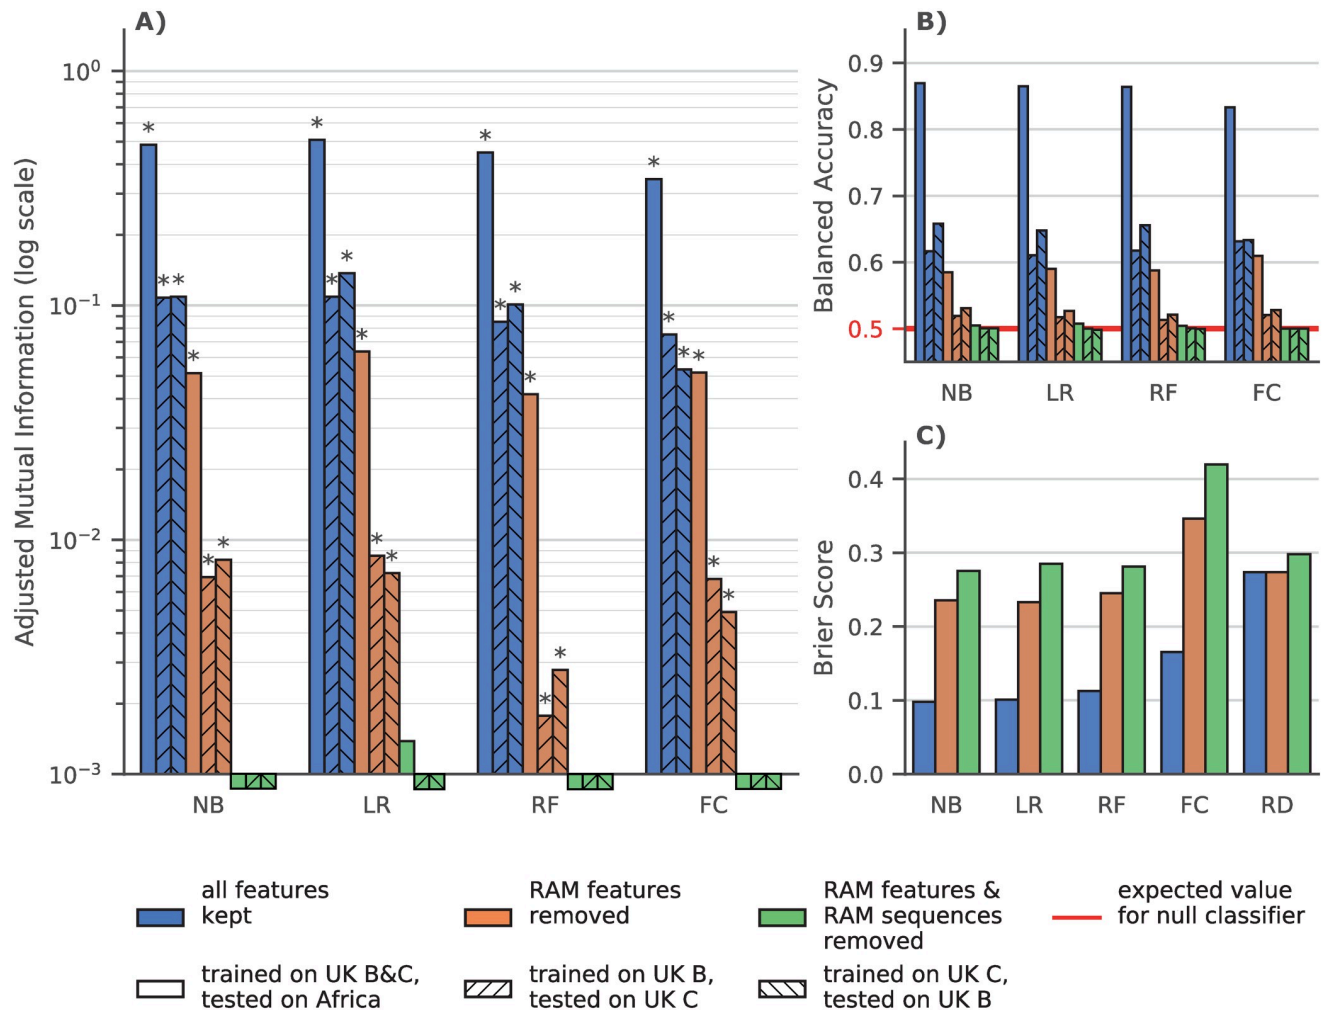 A)
Adjusted Mutual Information (log scale)
10⁰
10⁻¹
10⁻²
10⁻³
* * * * * *
* * * * * *
* * * * * *
* * * * * *
NB LR RF FC
B)
Balanced Accuracy
0.9
0.8
0.7
0.6
0.5
NB LR RF FC
C)
Brier Score
0.4
0.3
0.2
0.1
0.0
NB LR RF FC RD
all features
kept
RAM features
removed
RAM features &
RAM sequences
removed
expected value
for null classifier
trained on UK B&C,
tested on Africa
trained on UK B,
tested on UK C
trained on UK C,
tested on UK B